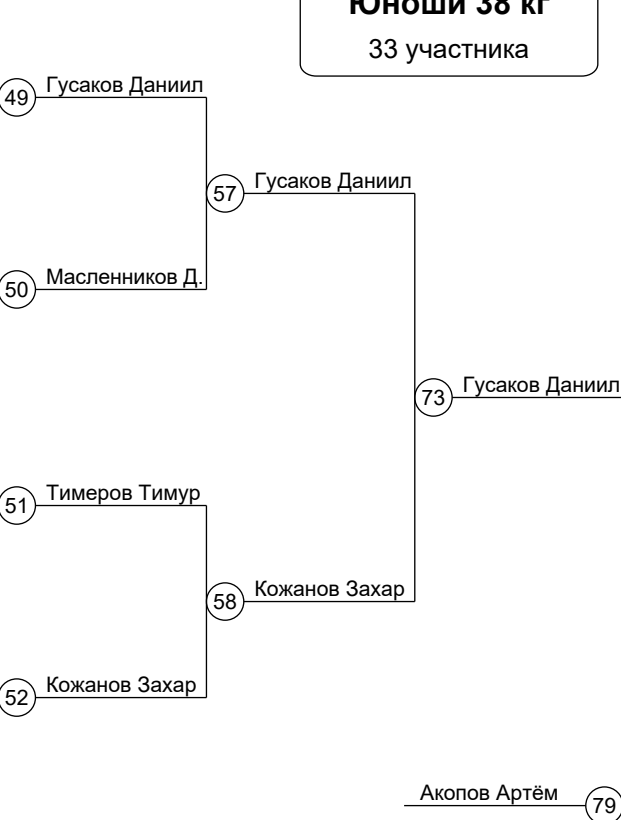 Юноши 38 кг
33 участника
49 Гусаков Даниил
57 Гусаков Даниил
50 Масленников Д.
73 Гусаков Даниил
51 Тимеров Тимур
58 Кожанов Захар
52 Кожанов Захар
Акопов Артём 79